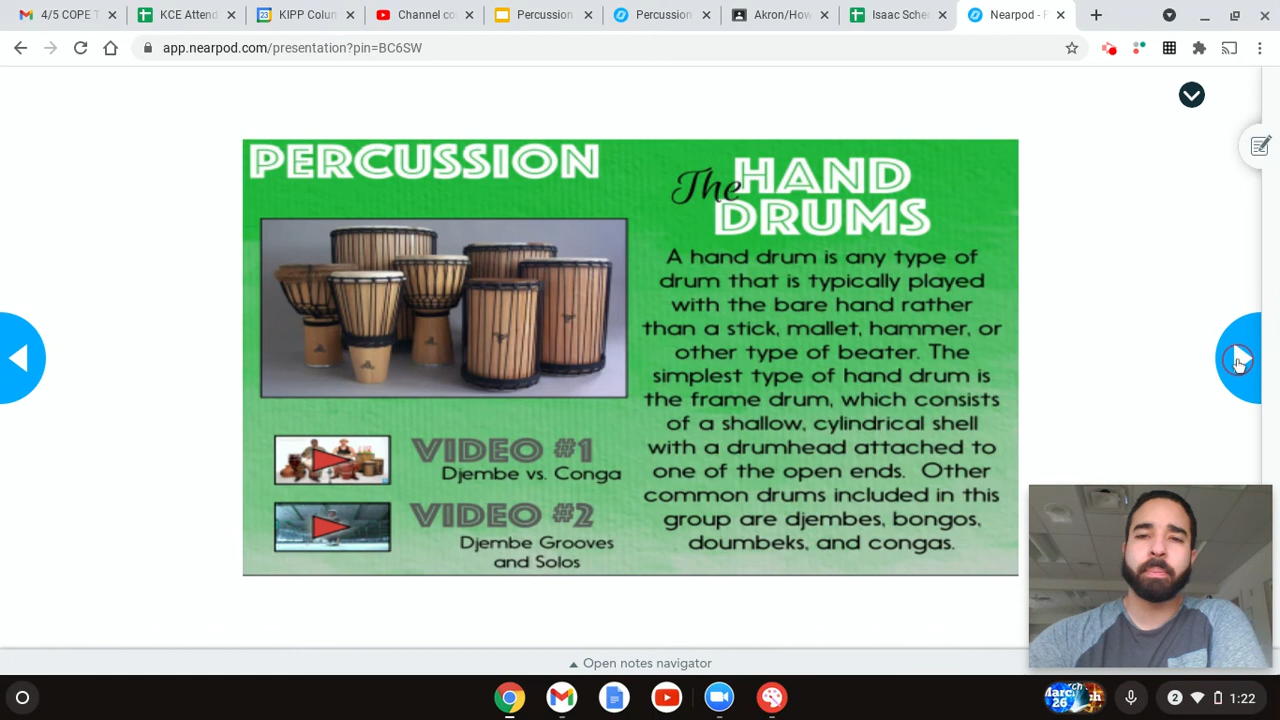 4/5 COPE T
KCE Attend
KIPP Colun
Channel co
Percussion
Percussion
Akron/How
Isaac Sche
Nearpod - F
app.nearpod.com/presentation?pin=BC6SW
PERCUSSION
The HAND
DRUMS
A hand drum is any type of
drum that is typically played
with the bare hand rather
than a stick, mallet, hammer, or
other type of beater. The
simplest type of hand drum is
the frame drum, which consists
of a shallow, cylindrical shell
with a drumhead attached to
one of the open ends. Other
common drums included in this
group are djembes, bongos,
doumbeks, and congas.
VIDEO #1
Djembe vs. Conga
VIDEO #2
Djembe Grooves
and Solos
Open notes navigator
March
26
2
1:22